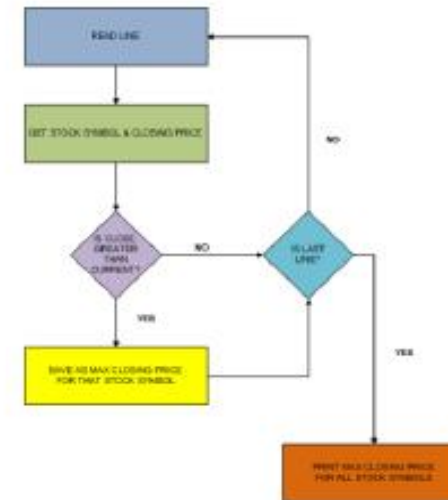 READ LINE
GET STOCK SYMBOL & CLOSING PRICE
IS CLOSE
GREATER
THAN
CURRENT?
NO
YES
SAVE AS MAX CLOSING PRICE
FOR THAT STOCK SYMBOL
IS LAST
LINE?
NO
YES
PRINT MAX CLOSING PRICE
FOR ALL STOCK SYMBOLS